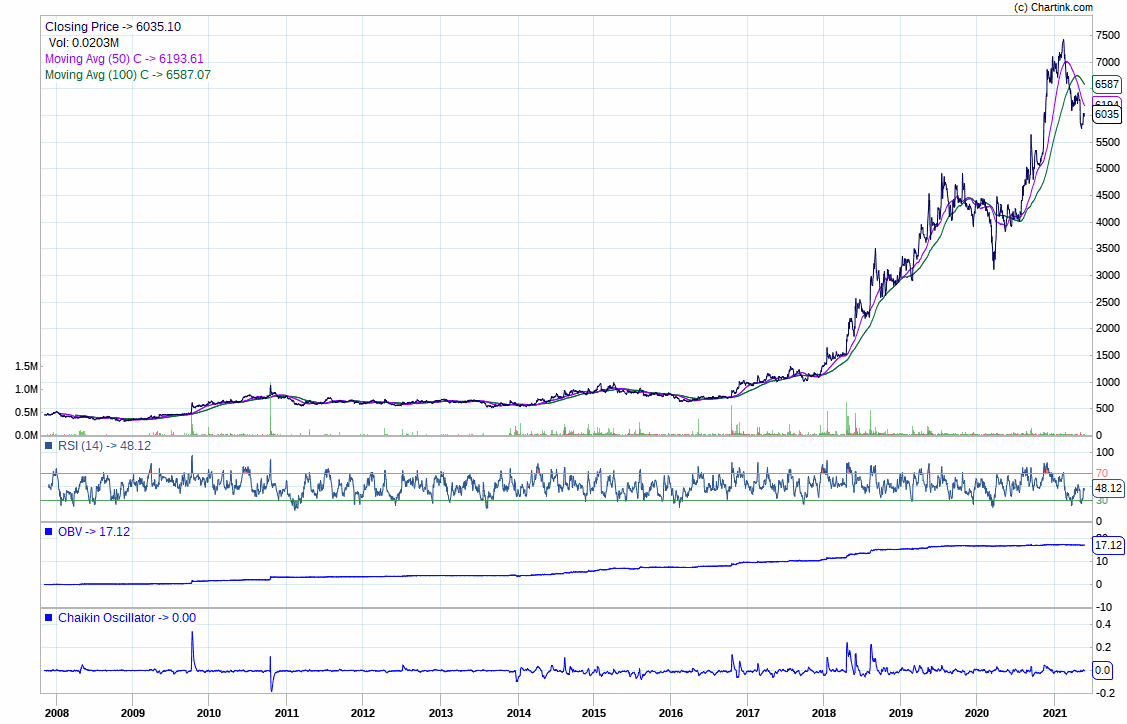 (c) Chartink.com
Closing Price -> 6035.10
Vol: 0.0203M
Moving Avg (50) C -> 6193.61
Moving Avg (100) C -> 6587.07
7500
7000
6587
6194
6035
5500
5000
4500
4000
3500
3000
2500
2000
1500
1000
500
0
1.5M
1.0M
0.5M
0.0M
RSI (14) -> 48.12
100
70
48.12
30
0
OBV -> 17.12
17.12
10
0
-10
Chaikin Oscillator -> 0.00
0.4
0.2
0.0
-0.2
2008 2009 2010 2011 2012 2013 2014 2015 2016 2017 2018 2019 2020 2021